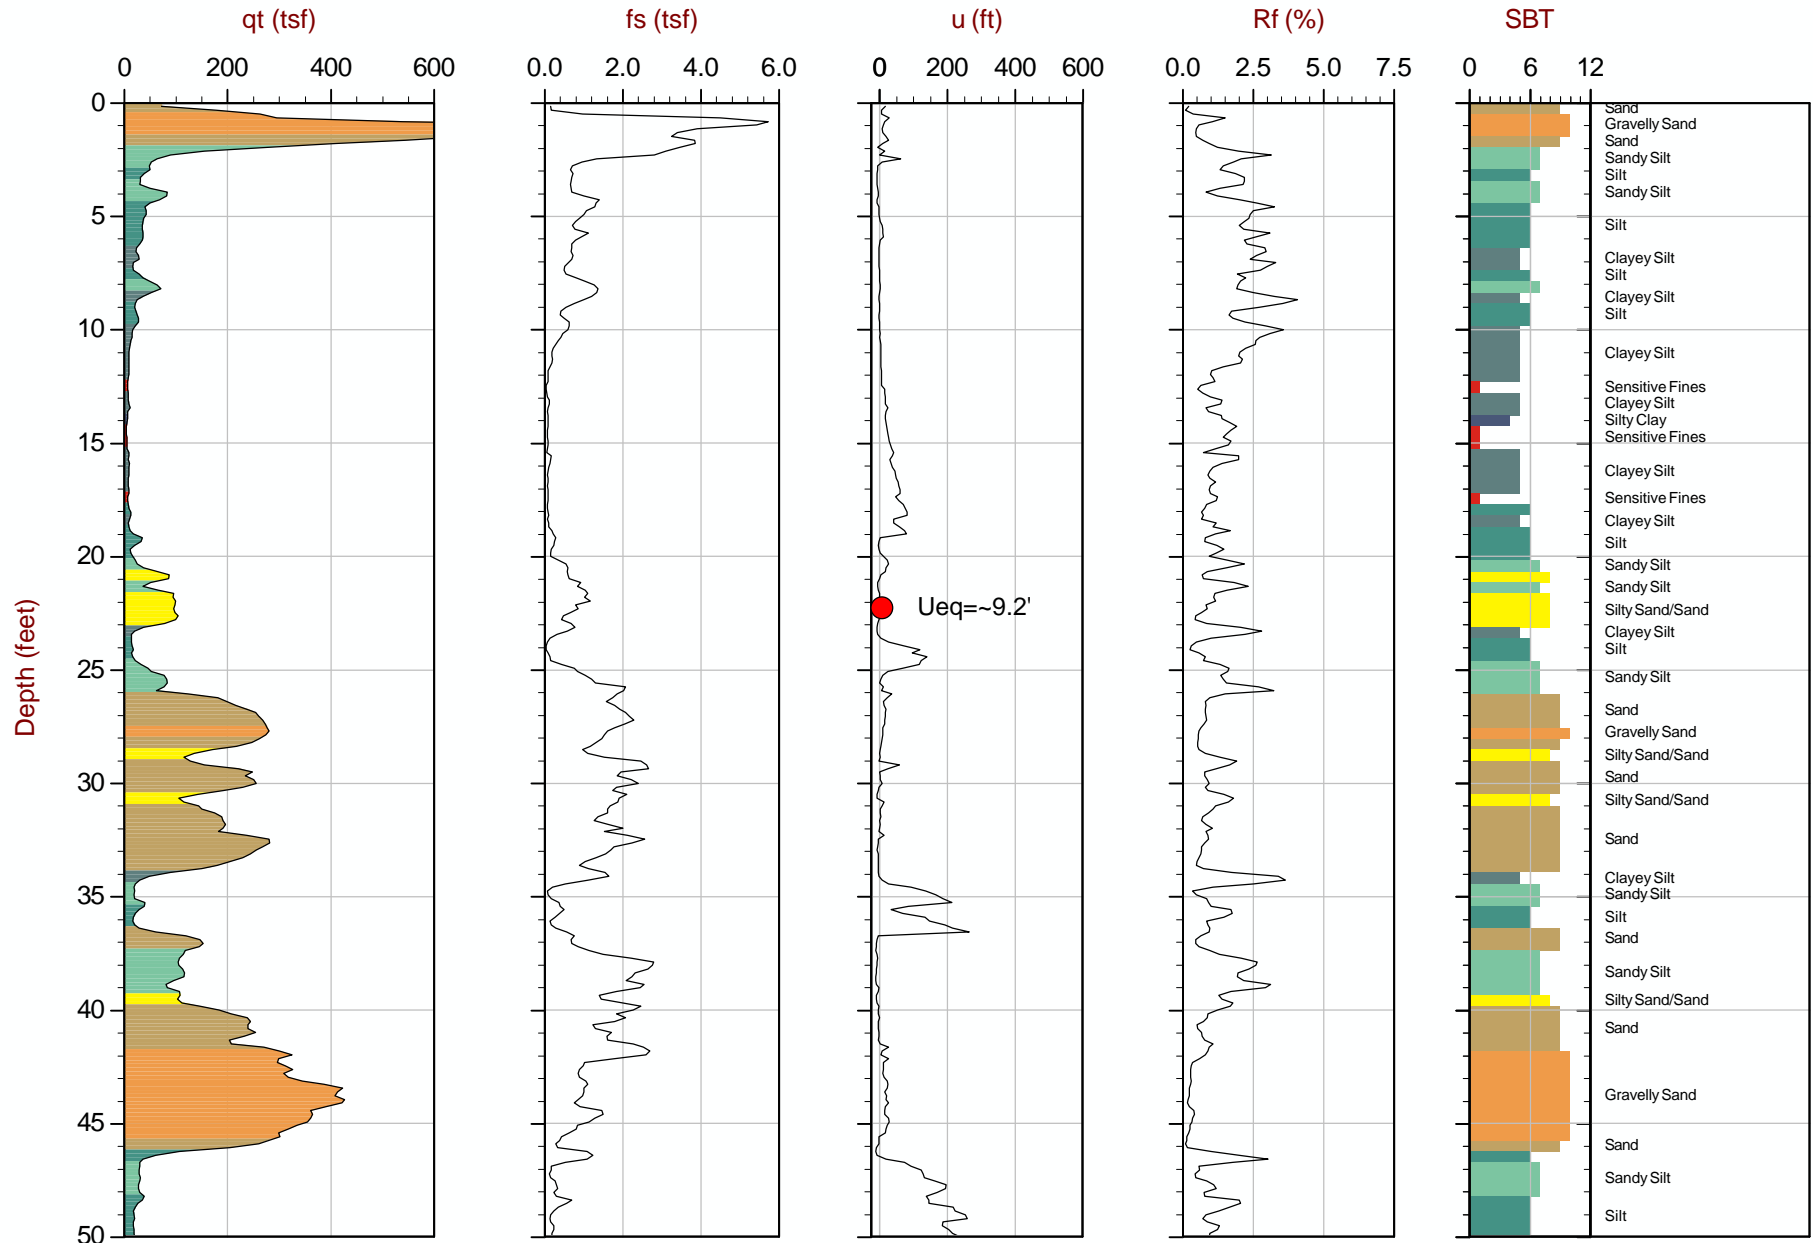 qt (tsf) fs (tsf) u (ft) Rf (%) SBT
0 200 400 600 0.0 2.0 4.0 6.0 0 200 400 600 0.0 2.5 5.0 7.5 0 6 12
0
Sand
Gravelly Sand
Sand
Sandy Silt
Silt
Sandy Silt
5
Silt
Clayey Silt
Silt
Clayey Silt
Silt
10
Clayey Silt
Sensitive Fines
Clayey Silt
Silty Clay
Sensitive Fines
15
Clayey Silt
Sensitive Fines
Clayey Silt
Silt
20
Sandy Silt
Sandy Silt
Ueq=~9.2'
Silty Sand/Sand
Clayey Silt
Silt
25
Sandy Silt
Depth (feet)
Sand
Gravelly Sand
Silty Sand/Sand
Sand
30
Silty Sand/Sand
Sand
Clayey Silt
Sandy Silt
35
Silt
Sand
Sandy Silt
Silty Sand/Sand
40
Sand
Gravelly Sand
45
Sand
Sandy Silt
Silt
50